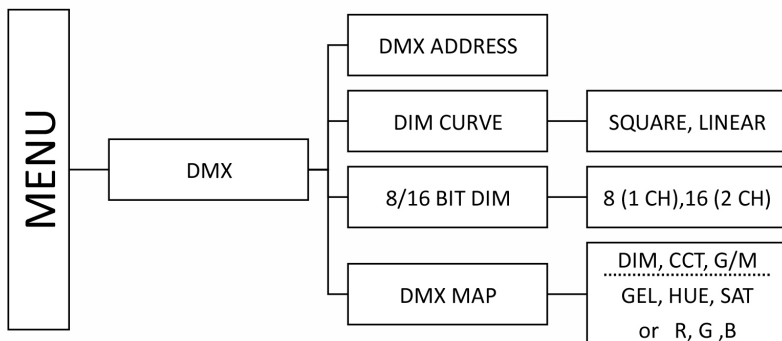 MENU
DMX
DMX ADDRESS
DIM CURVE
SQUARE, LINEAR
8/16 BIT DIM
8 (1 CH),16 (2 CH)
DMX MAP
DIM, CCT, G/M
GEL, HUE, SAT
or R, G ,B